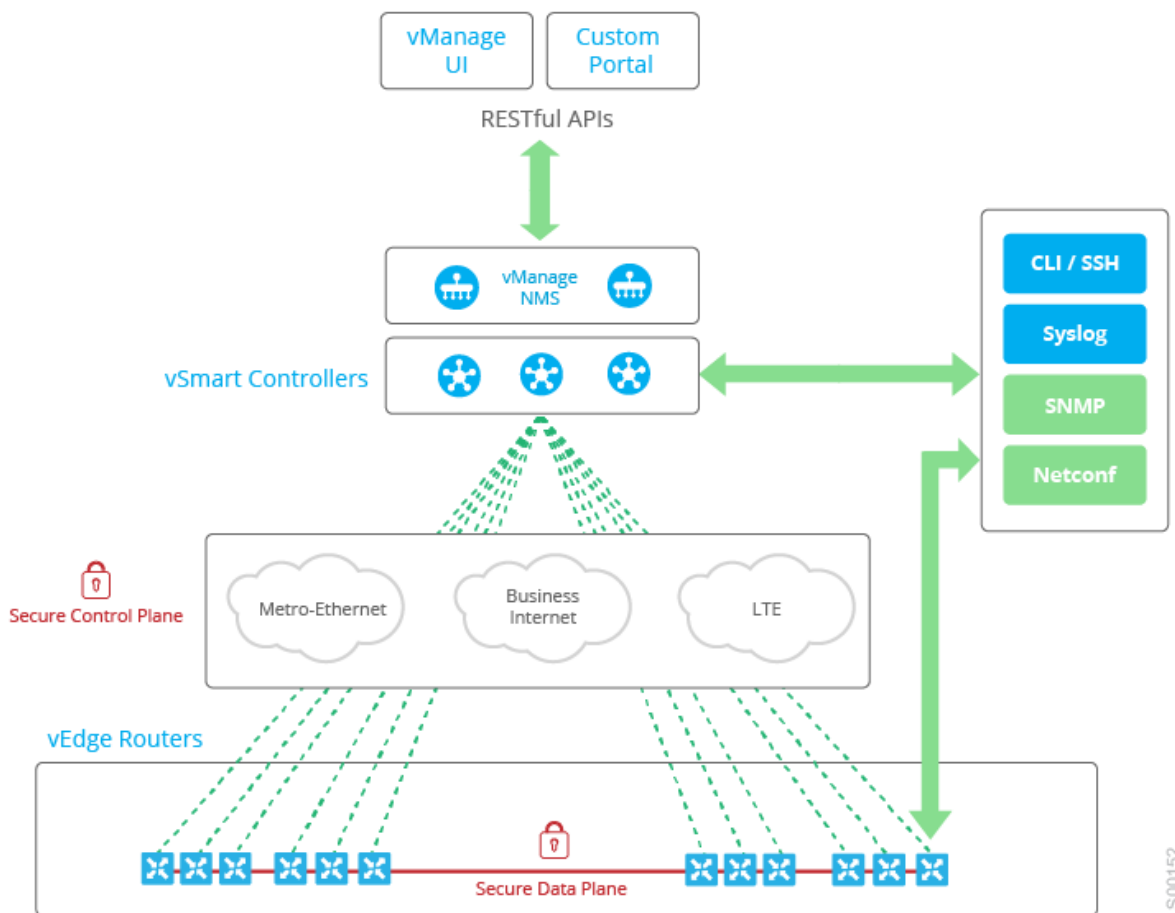 vManage
UI
Custom
Portal
RESTful APIs
vManage
NMS
vSmart Controllers
CLI / SSH
Syslog
SNMP
Netconf
Secure Control Plane
Metro-Ethernet
Business
Internet
LTE
vEdge Routers
Secure Data Plane
S00152